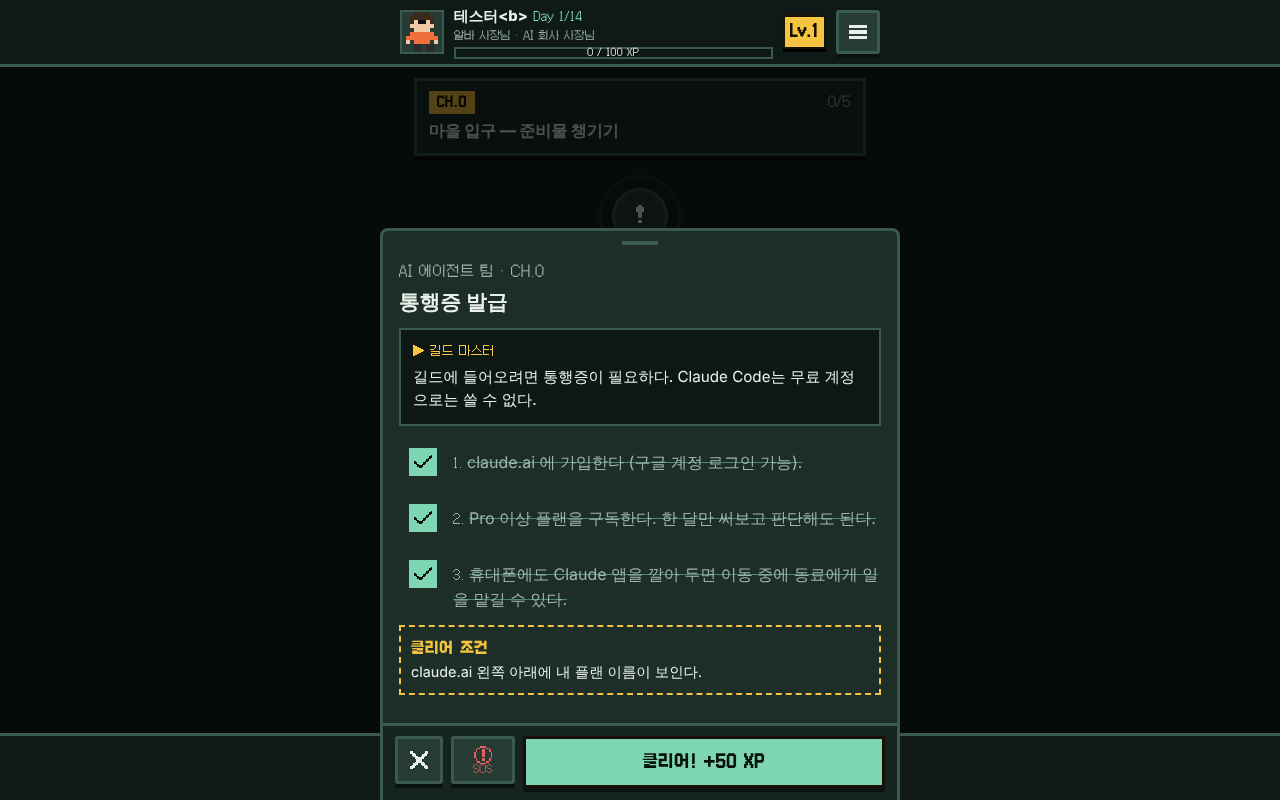 테스터<b> Day 1/14
알바 사장님 · AI 회사 사장님
0 / 100 XP
Lv.1
CH.0
0/5
마을 입구 — 준비물 챙기기
AI 에이전트 팀 · CH.0
통행증 발급
▶ 길드 마스터
길드에 들어오려면 통행증이 필요하다. Claude Code는 무료 계정
으로는 쓸 수 없다.
1. claude.ai 에 가입한다 (구글 계정 로그인 가능).
2. Pro 이상 플랜을 구독한다. 한 달만 써보고 판단해도 된다.
3. 휴대폰에도 Claude 앱을 깔아 두면 이동 중에 동료에게 일
을 맡길 수 있다.
클리어 조건
claude.ai 왼쪽 아래에 내 플랜 이름이 보인다.
SOS
클리어! +50 XP